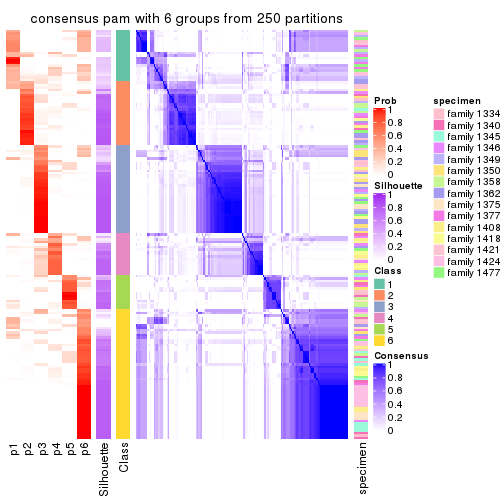 consensus pam with 6 groups from 250 partitions
Prob
1
0.8
0.6
0.4
0.2
0
Silhouette
1
0.8
0.6
0.4
0.2
0
Class
1
2
3
4
5
6
Consensus
1
0.8
0.6
0.4
0.2
0
specimen
family 1334
family 1340
family 1345
family 1346
family 1349
family 1350
family 1358
family 1362
family 1375
family 1377
family 1408
family 1418
family 1421
family 1424
family 1477
p1
p2
p3
p4
p5
p6
Silhouette
Class
specimen